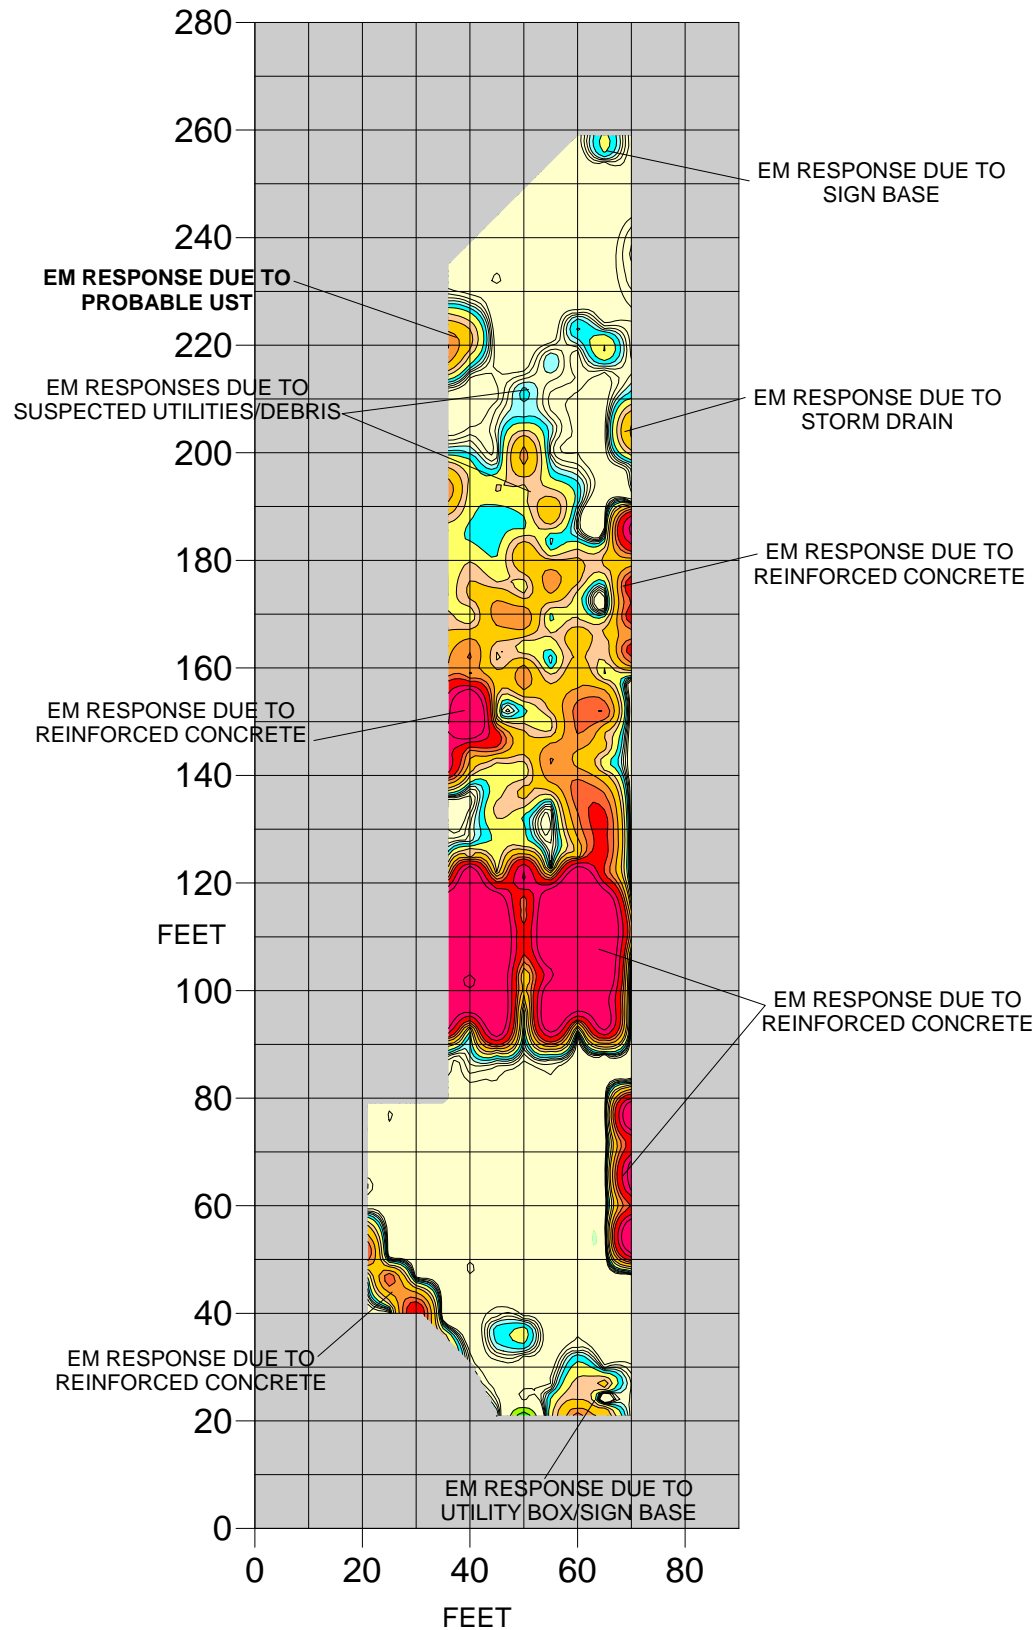 280
260
EM RESPONSE DUE TO
SIGN BASE
240
EM RESPONSE DUE TO
PROBABLE UST
220
EM RESPONSES DUE TO
SUSPECTED UTILITIES/DEBRIS
EM RESPONSE DUE TO
STORM DRAIN
200
180
EM RESPONSE DUE TO
REINFORCED CONCRETE
160
EM RESPONSE DUE TO
REINFORCED CONCRETE
140
120
FEET
100
EM RESPONSE DUE TO
REINFORCED CONCRETE
80
60
40
EM RESPONSE DUE TO
REINFORCED CONCRETE
20
EM RESPONSE DUE TO
UTILITY BOX/SIGN BASE
0
0 20 40 60 80
FEET